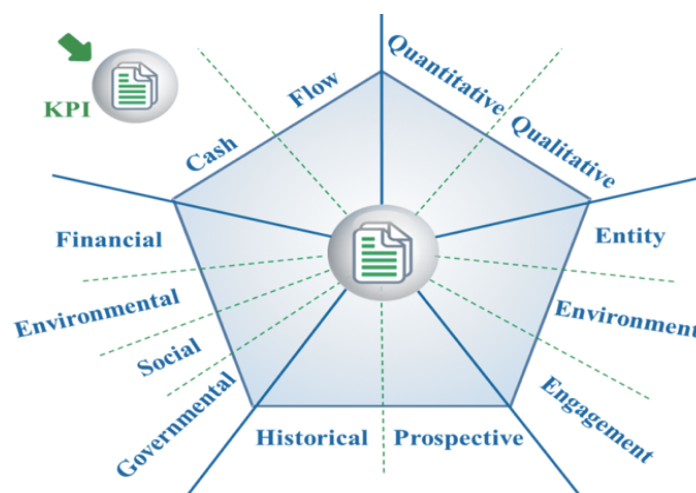 KPI
Cash
Flow
Quantitative
Qualitative
Financial
Environmental
Social
Governmental
Entity
Environment
Engagement
Historical
Prospective